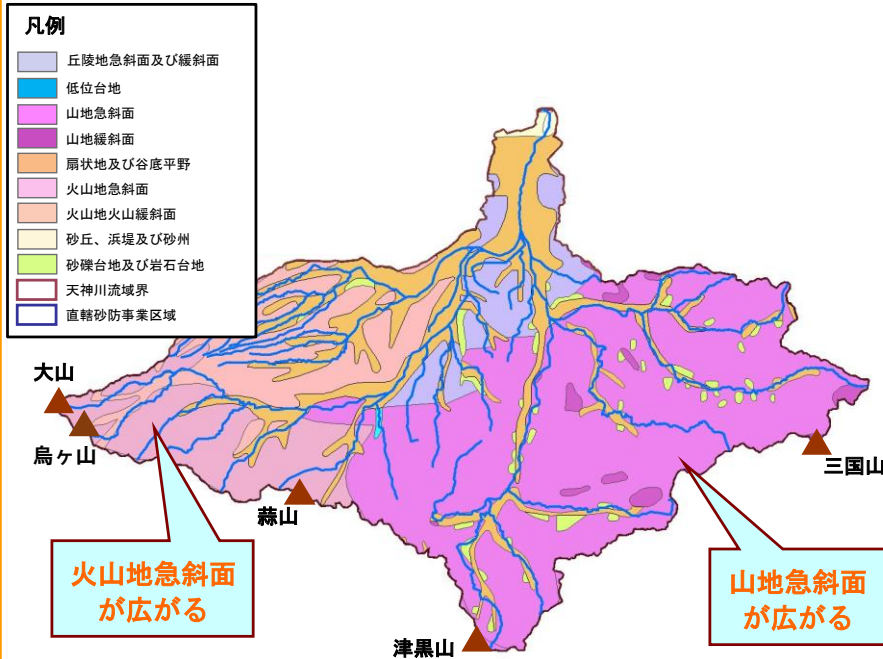 凡例
丘陵地急斜面及び緩斜面
低位台地
山地急斜面
山地緩斜面
扇状地及び谷底平野
火山地急斜面
火山地火山緩斜面
砂丘、浜堤及び砂州
砂礫台地及び岩石台地
天神川流域界
直轄砂防事業区域
大山
烏ヶ山
蒜山
三国山
火山地急斜面
が広がる
山地急斜面
が広がる
津黒山